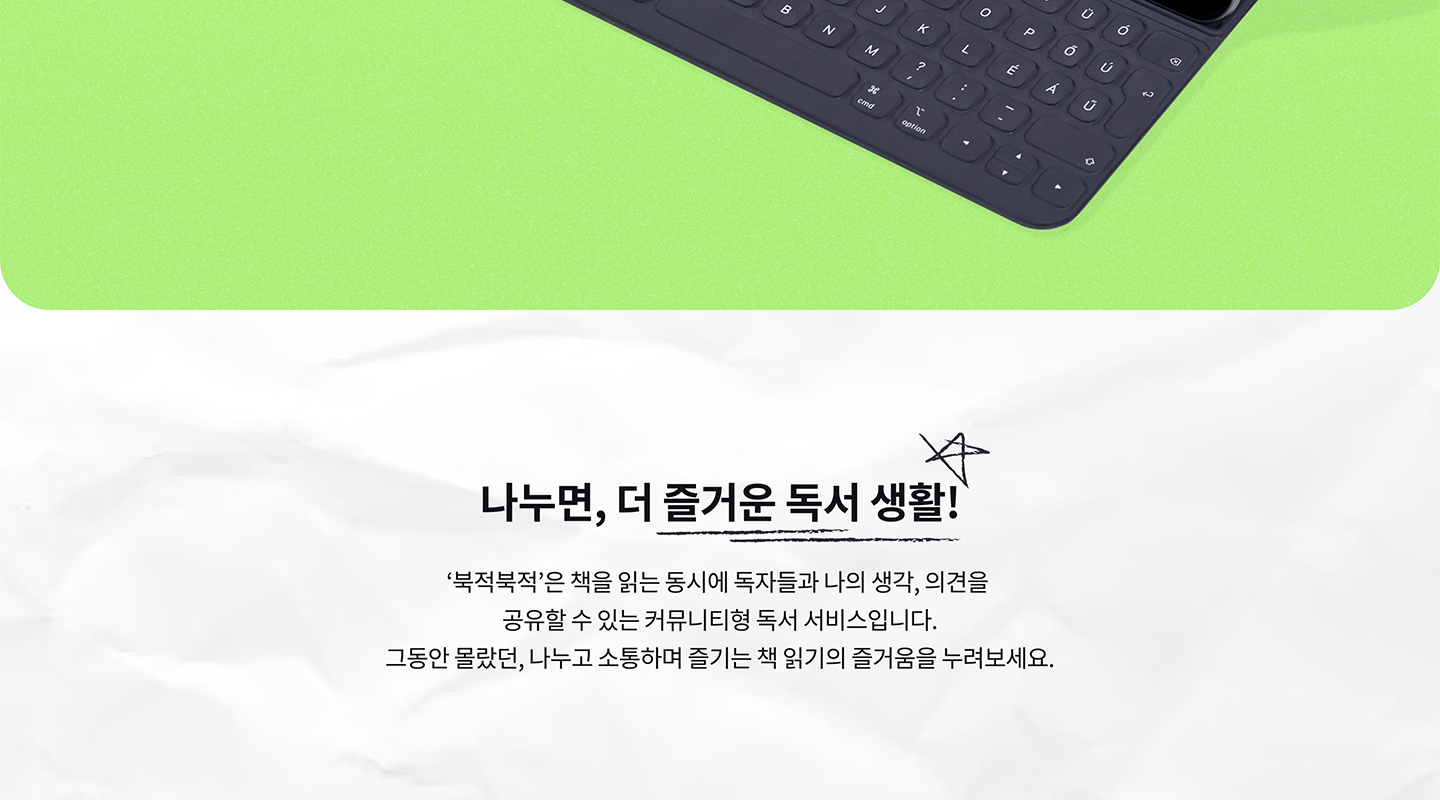 B J O Ü Ó
N K P Ő Ú
M L É Á Ű
? , : . – -
⌘
cmd
⌥
option
나누면, 더 즐거운 독서 생활!
‘북적북적’은 책을 읽는 동시에 독자들과 나의 생각, 의견을
공유할 수 있는 커뮤니티형 독서 서비스입니다.
그동안 몰랐던, 나누고 소통하며 즐기는 책 읽기의 즐거움을 누려보세요.